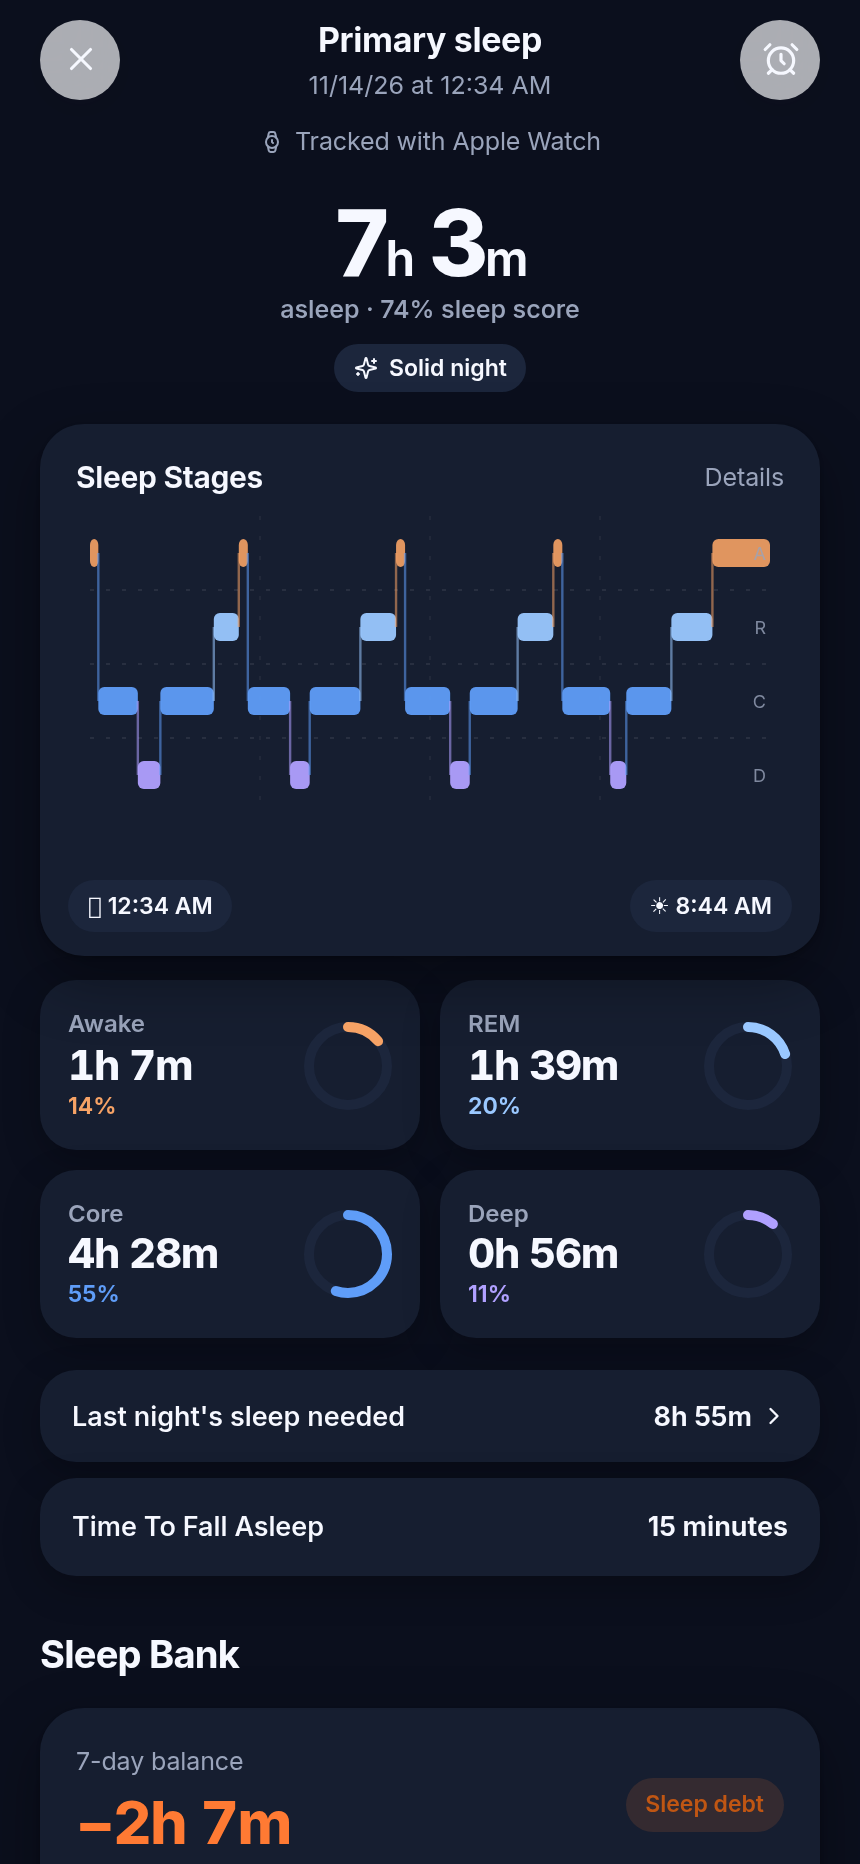 Primary sleep
11/14/26 at 12:34 AM
Tracked with Apple Watch
7h 3m
asleep · 74% sleep score
Solid night
Sleep Stages
Details
A
R
C
D
12:34 AM
☀ 8:44 AM
Awake
1h 7m
14%
REM
1h 39m
20%
Core
4h 28m
55%
Deep
0h 56m
11%
Last night's sleep needed
8h 55m
Time To Fall Asleep
15 minutes
Sleep Bank
7-day balance
−2h 7m
Sleep debt